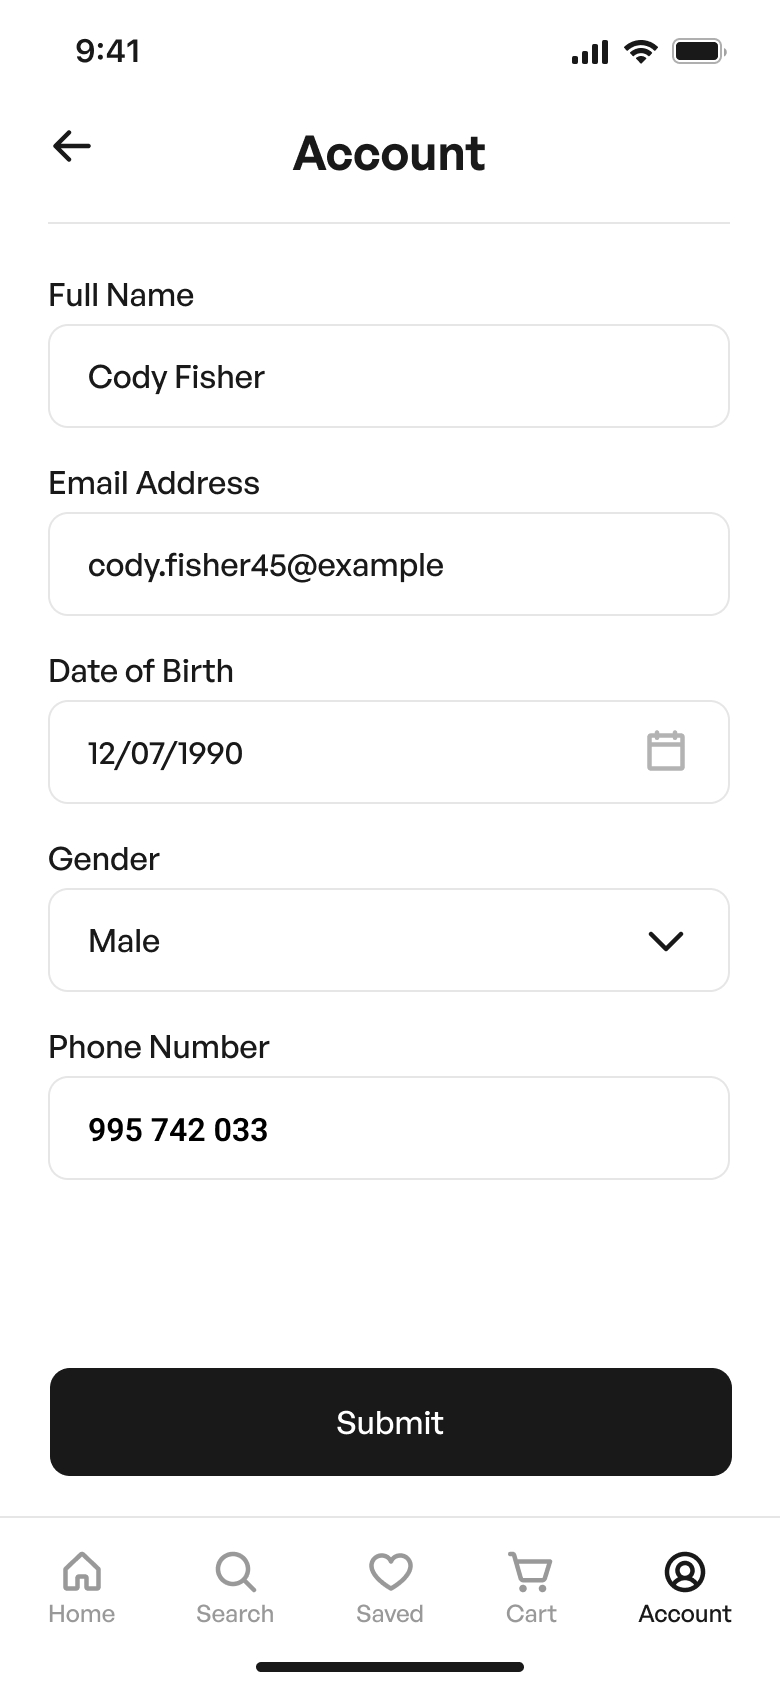 9:41
Account
Full Name
Cody Fisher
Email Address
cody.fisher45@example
Date of Birth
12/07/1990
Gender
Male
Phone Number
995 742 033
Submit
Home Search Saved Cart Account